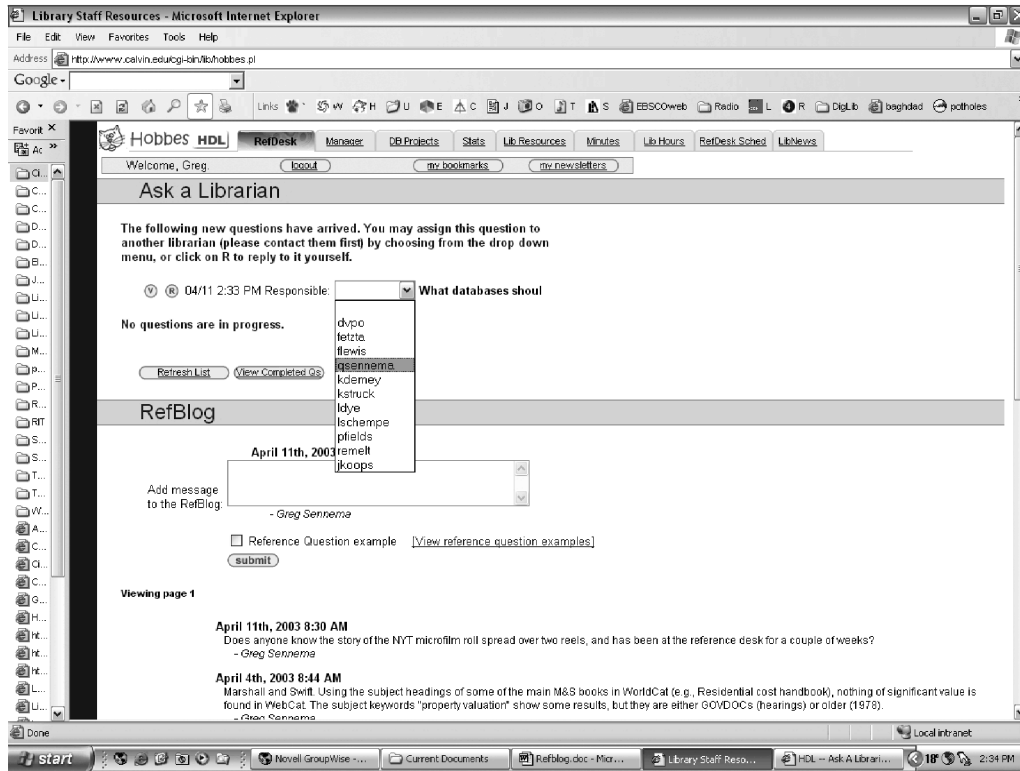 Library Staff Resources - Microsoft Internet Explorer
File Edit View Favorites Tools Help
Address http://www.calvin.edu/cgi-bin/lib/hobbes.pl
Google
Links W H U E C J O T S EBSCOweb Radio L R DigLib baghdad potholes
Favorit
Ac
Hobbes HDL RefDesk Manager DB Projects Stats Lib Resources Minutes Lib Hours RefDesk Sched LibNews
Welcome, Greg. logout my bookmarks my newsletters
Ask a Librarian
The following new questions have arrived. You may assign this question to
another librarian (please contact them first) by choosing from the drop down
menu, or click on R to reply to it yourself.
V R 04/11 2:33 PM Responsible: What databases shoul
No questions are in progress.
dvpo
fetzta
flewis
gsennema
kdemey
kstruck
ldye
lschempe
pfields
remelt
jkoops
Refresh List View Completed Qs
RefBlog
April 11th, 2003
Add message
to the RefBlog:
- Greg Sennema
Reference Question example [View reference question examples]
submit
Viewing page 1
April 11th, 2003 8:30 AM
Does anyone know the story of the NYT microfilm roll spread over two reels, and has been at the reference desk for a couple of weeks?
- Greg Sennema
April 4th, 2003 8:44 AM
Marshall and Swift. Using the subject headings of some of the main M&S books in WorldCat (e.g., Residential cost handbook), nothing of significant value is
found in WebCat. The subject keywords "property valuation" show some results, but they are either GOVDOCs (hearings) or older (1978).
- Greg Sennema
Ci...
C...
C...
D...
D...
B...
J...
Li...
Li...
Li...
M...
p...
P...
R...
RIT
S...
S...
T...
T...
W...
A...
C...
Ci...
C...
G...
H...
ht...
ht...
ht...
L...
Li...
Done Local intranet
start Novell GroupWise -... Current Documents Refblog.doc - Micr... Library Staff Reso... HDL -- Ask A Librari... 18° 2:34 PM